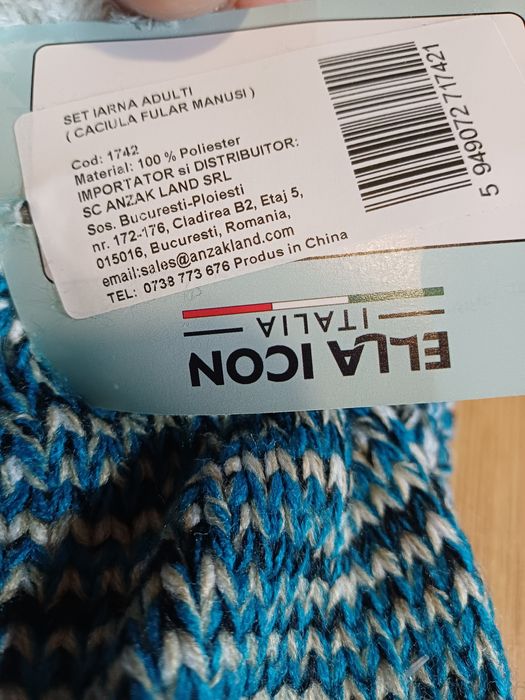 SET IARNA ADULTI
( CACIULA FULAR MANUSI )
Cod: 1742
Material: 100 % Poliester
IMPORTATOR si DISTRIBUITOR:
SC ANZAK LAND SRL
Sos. Bucuresti-Ploiesti
nr. 172-176, Cladirea B2, Etaj 5,
015016, Bucuresti, Romania,
email:sales@anzakland.com
TEL: 0738 773 676 Produs in China
5 949072 717421
ELLA ICON
ITALIA